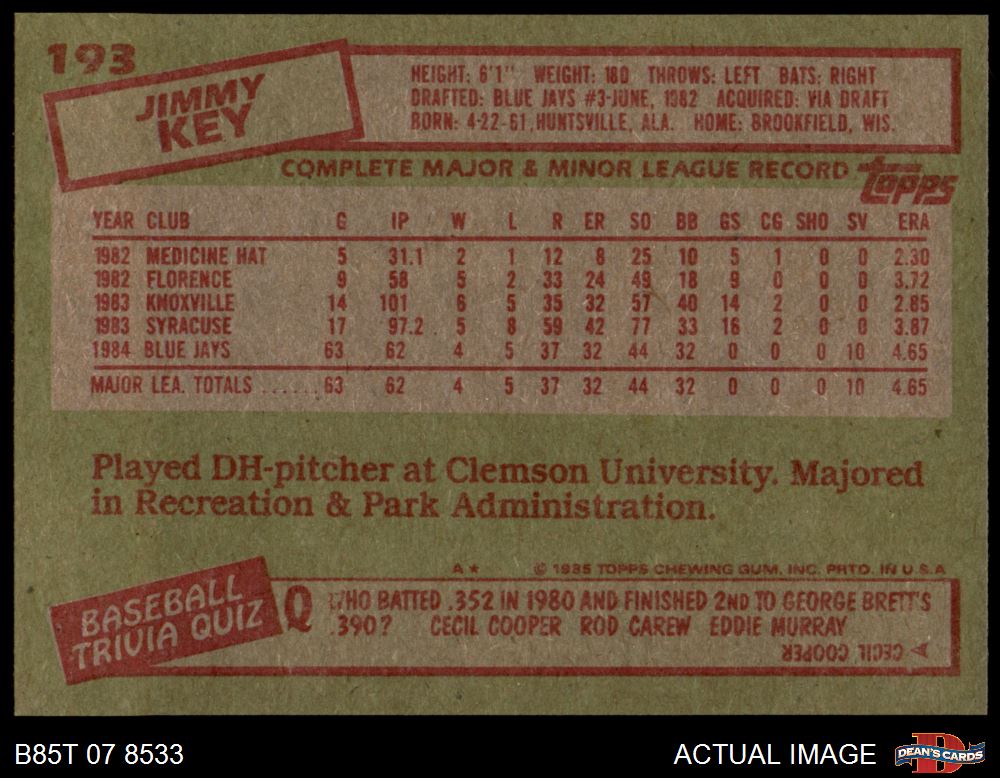 193
JIMMY
KEY
HEIGHT: 6'1" WEIGHT: 180 THROWS: LEFT BATS: RIGHT
DRAFTED: BLUE JAYS #3-JUNE, 1982 ACQUIRED: VIA DRAFT
BORN: 4-22-61, HUNTSVILLE, ALA. HOME: BROOKFIELD, WIS.
COMPLETE MAJOR & MINOR LEAGUE RECORD topps
YEAR CLUB G IP W L R ER SO BB GS CG SHO SV ERA
1982 MEDICINE HAT 5 31.1 2 1 12 8 25 10 5 1 0 0 2.30
1982 FLORENCE 9 58 5 2 33 24 49 18 9 0 0 0 3.72
1983 KNOXVILLE 14 101 6 5 35 32 57 40 14 2 0 0 2.85
1983 SYRACUSE 17 97.2 5 8 59 42 77 33 16 2 0 0 3.87
1984 BLUE JAYS 63 62 4 5 37 32 44 32 0 0 0 10 4.65
MAJOR LEA. TOTALS ...... 63 62 4 5 37 32 44 32 0 0 0 10 4.65
Played DH-pitcher at Clemson University. Majored
in Recreation & Park Administration.
A* © 1985 TOPPS CHEWING GUM, INC. PRTD. IN U.S.A
BASEBALL
TRIVIA QUIZ
Q WHO BATTED .352 IN 1980 AND FINISHED 2ND TO GEORGE BRETT'S
.390? CECIL COOPER ROD CAREW EDDIE MURRAY
A CECIL COOPER
B85T 07 8533
ACTUAL IMAGE
DEAN'S CARDS